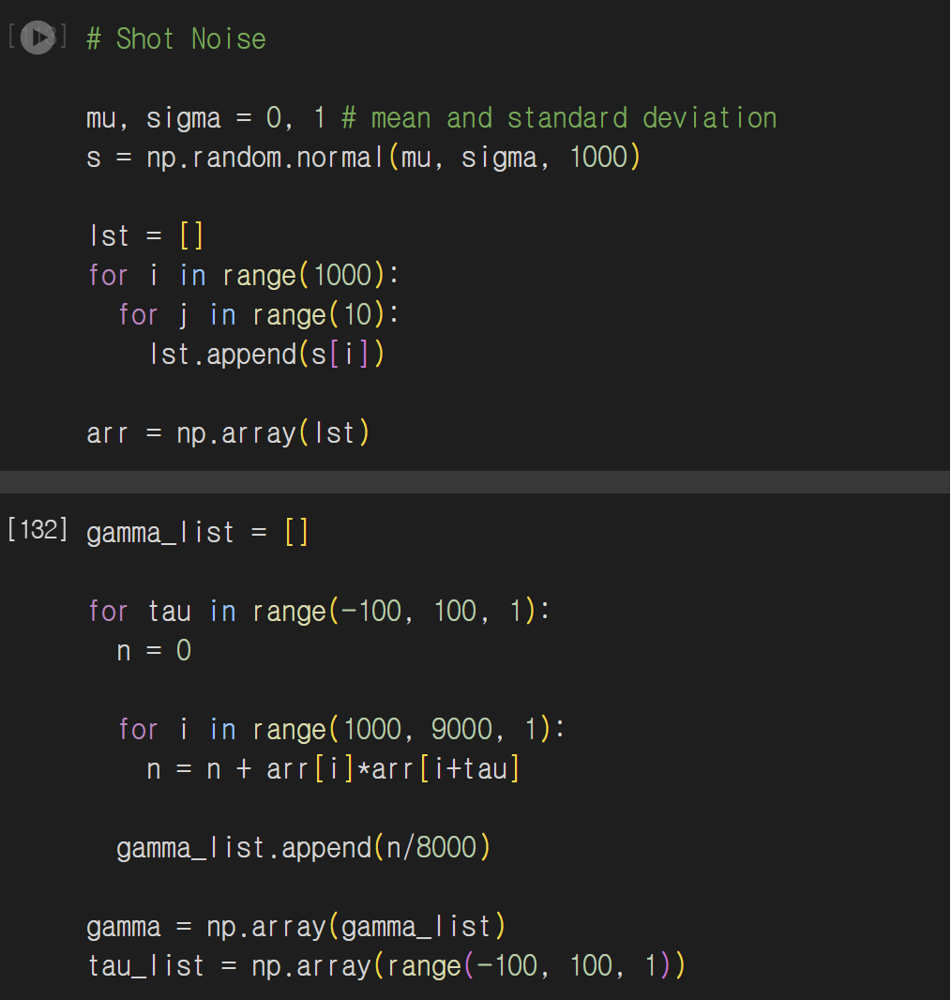 # Shot Noise
mu, sigma = 0, 1 # mean and standard deviation
s = np.random.normal(mu, sigma, 1000)
lst = []
for i in range(1000):
  for j in range(10):
    lst.append(s[i])
arr = np.array(lst)
[132] gamma_list = []
for tau in range(-100, 100, 1):
  n = 0
  for i in range(1000, 9000, 1):
    n = n + arr[i]*arr[i+tau]
  gamma_list.append(n/8000)
gamma = np.array(gamma_list)
tau_list = np.array(range(-100, 100, 1))